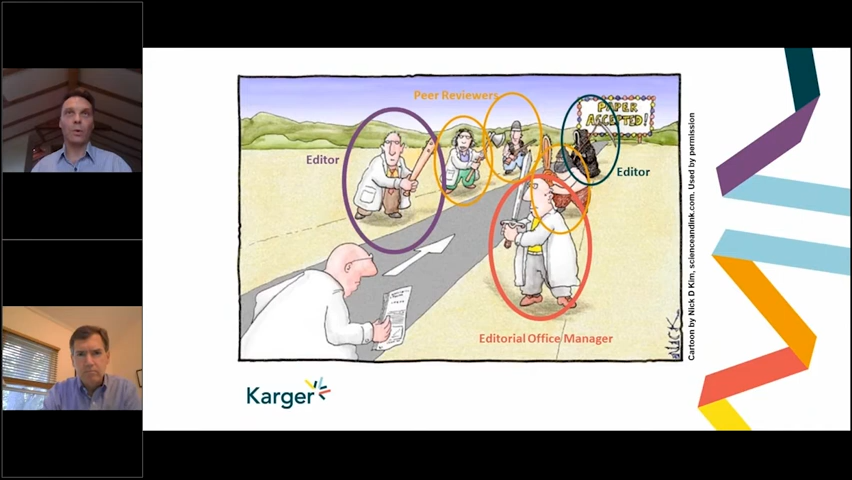 Peer Reviewers
PAPER
ACCEPTED!
Editor
Editor
Editorial Office Manager
NICK
Cartoon by Nick D Kim, scienceandink.com. Used by permission
Karger